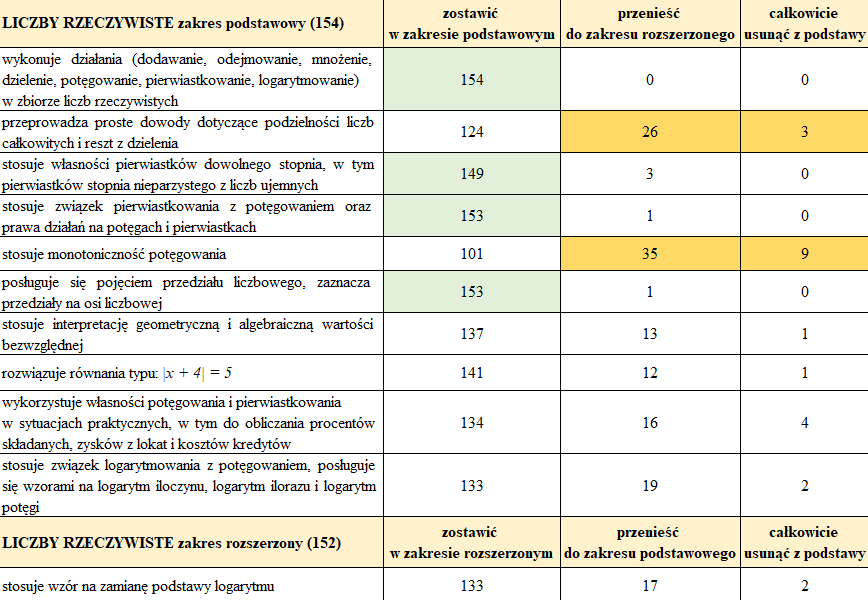 LICZBY RZECZYWISTE zakres podstawowy (154)
zostawić
w zakresie podstawowym
przenieść
do zakresu rozszerzonego
całkowicie
usunąć z podstawy
wykonuje działania (dodawanie, odejmowanie, mnożenie,
dzielenie, potęgowanie, pierwiastkowanie, logarytmowanie)
w zbiorze liczb rzeczywistych
154
0
0
przeprowadza proste dowody dotyczące podzielności liczb
całkowitych i reszt z dzielenia
124
26
3
stosuje własności pierwiastków dowolnego stopnia, w tym
pierwiastków stopnia nieparzystego z liczb ujemnych
149
3
0
stosuje związek pierwiastkowania z potęgowaniem oraz
prawa działań na potęgach i pierwiastkach
153
1
0
stosuje monotoniczność potęgowania
101
35
9
posługuje się pojęciem przedziału liczbowego, zaznacza
przedziały na osi liczbowej
153
1
0
stosuje interpretację geometryczną i algebraiczną wartości
bezwzględnej
137
13
1
rozwiązuje równania typu: |x + 4| = 5
141
12
1
wykorzystuje własności potęgowania i pierwiastkowania
w sytuacjach praktycznych, w tym do obliczania procentów
składanych, zysków z lokat i kosztów kredytów
134
16
4
stosuje związek logarytmowania z potęgowaniem, posługuje
się wzorami na logarytm iloczynu, logarytm ilorazu i logarytm
potęgi
133
19
2
LICZBY RZECZYWISTE zakres rozszerzony (152)
zostawić
w zakresie rozszerzonym
przenieść
do zakresu podstawowego
całkowicie
usunąć z podstawy
stosuje wzór na zamianę podstawy logarytmu
133
17
2